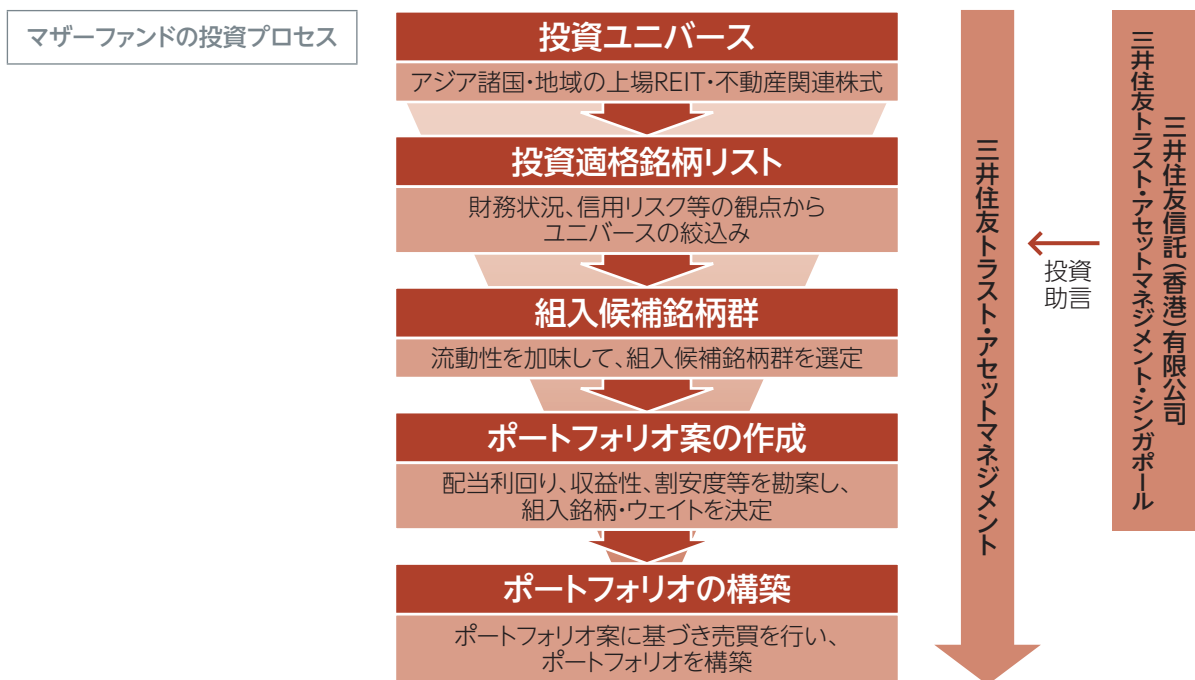 マザーファンドの投資プロセス
投資ユニバース
アジア諸国・地域の上場REIT・不動産関連株式
投資適格銘柄リスト
財務状況、信用リスク等の観点から
ユニバースの絞込み
組入候補銘柄群
流動性を加味して、組入候補銘柄群を選定
ポートフォリオ案の作成
配当利回り、収益性、割安度等を勘案し、
組入銘柄・ウェイトを決定
ポートフォリオの構築
ポートフォリオ案に基づき売買を行い、
ポートフォリオを構築
三井住友トラスト・アセットマネジメント
投資
助言
三井住友信託(香港)有限公司
三井住友トラスト・アセットマネジメント・シンガポール